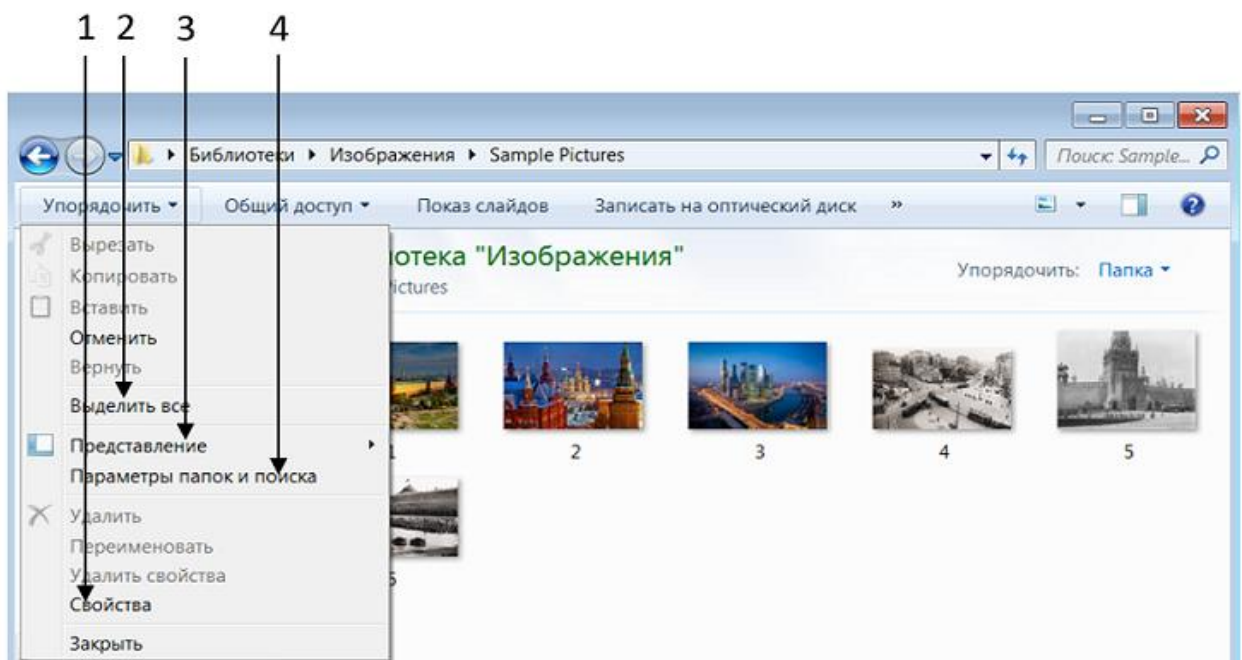 1 2 3 4
Библиотеки Изображения Sample Pictures
Поиск: Sample...
Упорядочить Общий доступ Показ слайдов Записать на оптический диск »
Вырезать
Копировать
Вставить
Отменить
Вернуть
Выделить все
Представление
Параметры папок и поиска
Удалить
Переименовать
Удалить свойства
Свойства
Закрыть
отека "Изображения"
ictures
Упорядочить: Папка
1 2 3 4 5
6